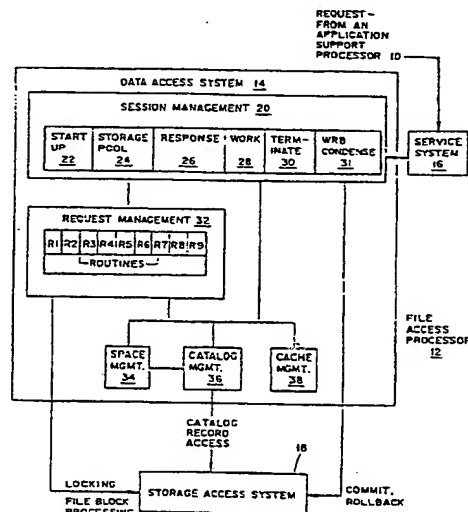 REQUEST-
FROM AN
APPLICATION
SUPPORT
PROCESSOR 10
DATA ACCESS SYSTEM 14
SESSION MANAGEMENT 20
START UP 22
STORAGE POOL 24
RESPONSE 26
WORK 28
TERM- INATE 30
WRB CONDENSE 31
SERVICE SYSTEM 16
REQUEST MANAGEMENT 32
R1 R2 R3 R4 R5 R6 R7 R8 R9
ROUTINES
FILE ACCESS PROCESSOR 12
SPACE MGMT. 34
CATALOG MGMT. 36
CACHE MGMT. 38
CATALOG RECORD ACCESS
18
LOCKING
FILE BLOCK PROCESSING
STORAGE ACCESS SYSTEM
COMMIT, ROLLBACK